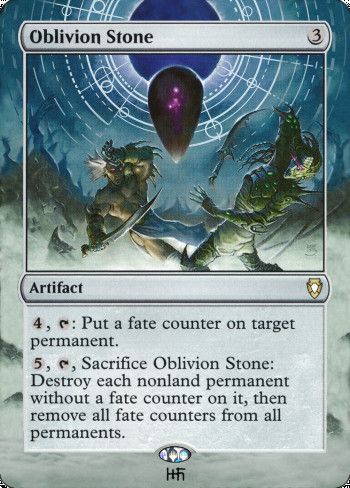 Oblivion Stone 3
Artifact
4, : Put a fate counter on target
permanent.
5, , Sacrifice Oblivion Stone:
Destroy each nonland permanent
without a fate counter on it, then
remove all fate counters from all
permanents.